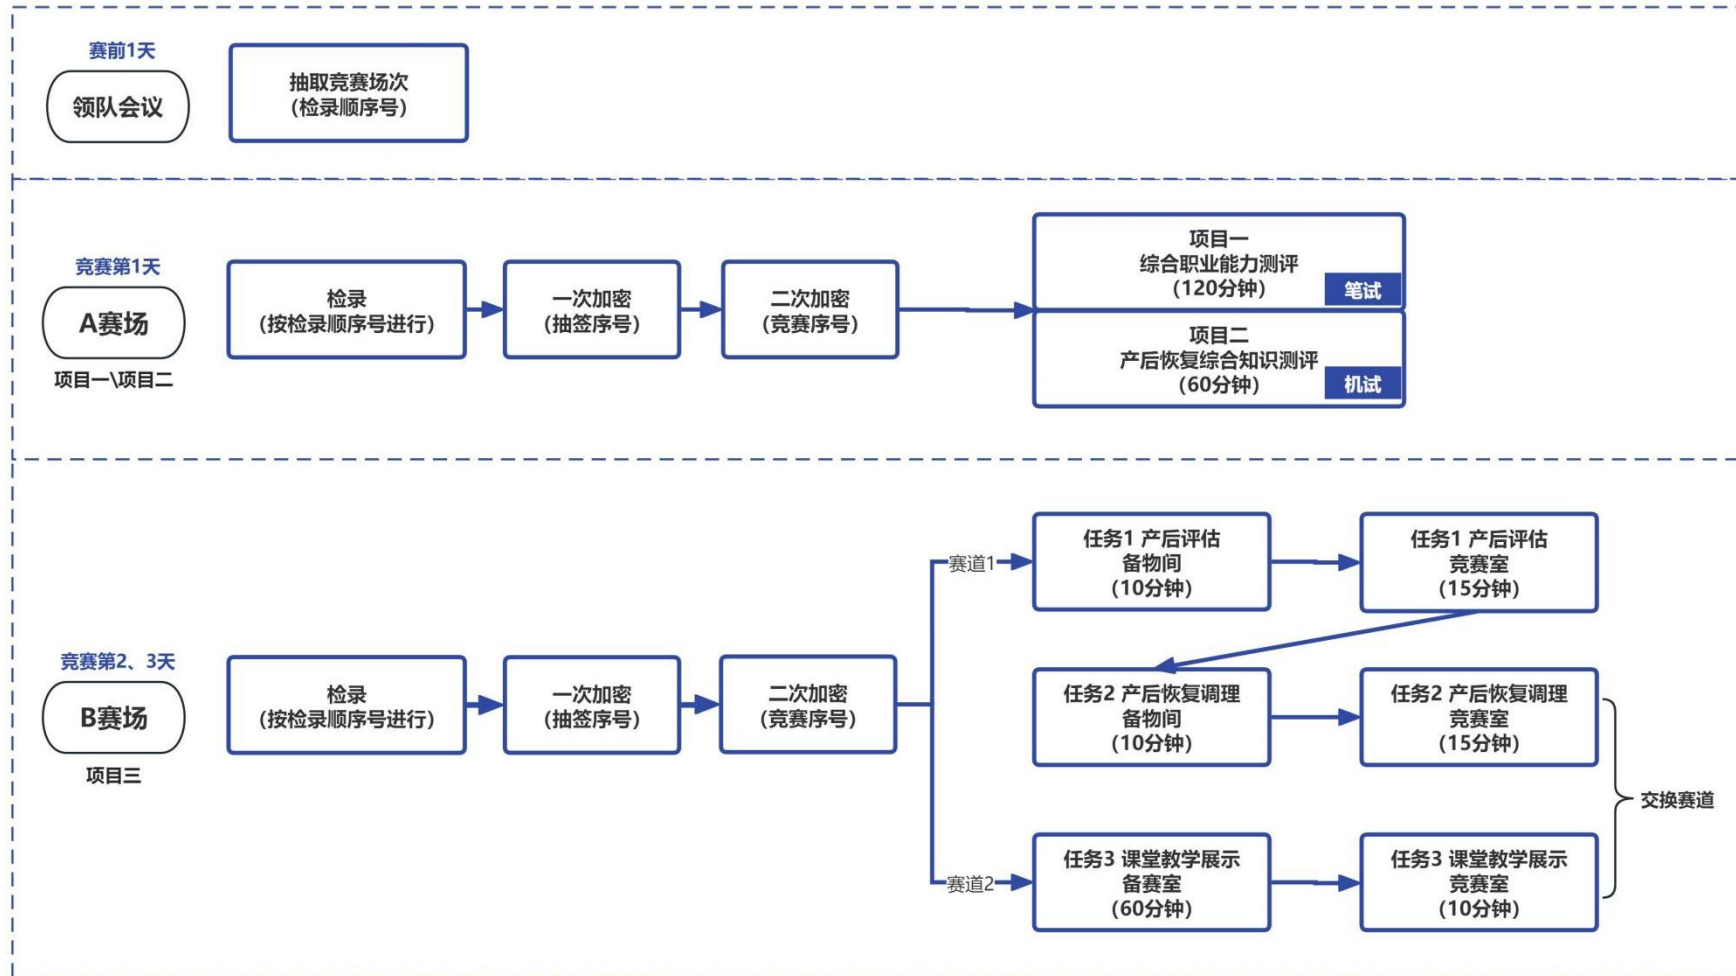 赛前1天
领队会议
抽取竞赛场次
(检录顺序号)
竞赛第1天
A赛场
项目一\项目二
检录
(按检录顺序号进行)
一次加密
(抽签序号)
二次加密
(竞赛序号)
项目一
综合职业能力测评
(120分钟)
笔试
项目二
产后恢复综合知识测评
(60分钟)
机试
竞赛第2、3天
B赛场
项目三
检录
(按检录顺序号进行)
一次加密
(抽签序号)
二次加密
(竞赛序号)
赛道1
任务1 产后评估
备物间
(10分钟)
任务1 产后评估
竞赛室
(15分钟)
任务2 产后恢复调理
备物间
(10分钟)
任务2 产后恢复调理
竞赛室
(15分钟)
交换赛道
赛道2
任务3 课堂教学展示
备赛室
(60分钟)
任务3 课堂教学展示
竞赛室
(10分钟)